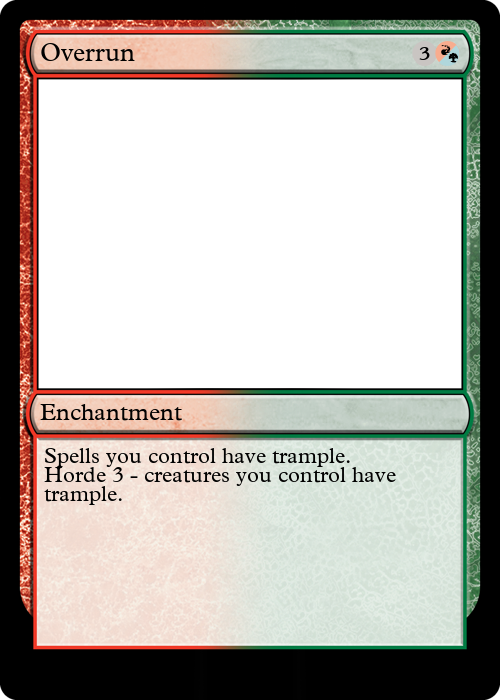 Overrun 3
Enchantment
Spells you control have trample.
Horde 3 - creatures you control have
trample.